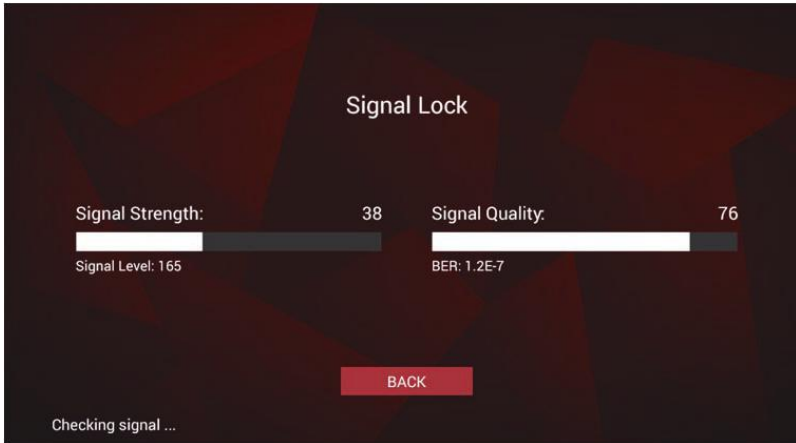 Signal Lock
Signal Strength: 38
Signal Quality: 76
Signal Level: 165
BER: 1.2E-7
BACK
Checking signal ...